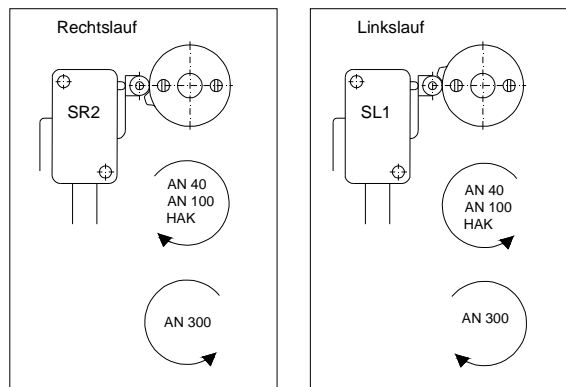 Rechtslauf
SR2
AN 40
AN 100
HAK
AN 300
Linkslauf
SL1
AN 40
AN 100
HAK
AN 300